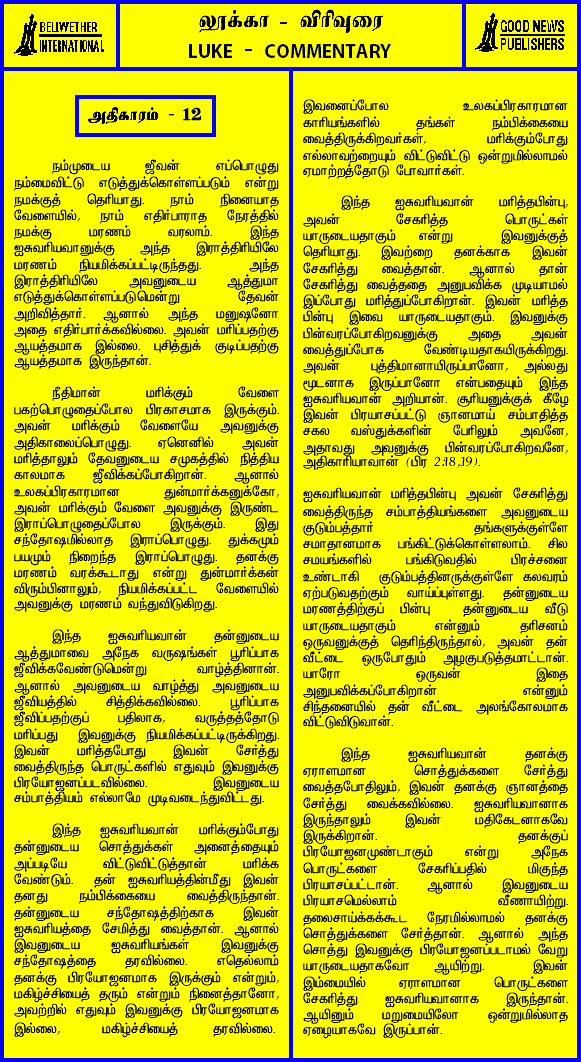 BELIWETHER
INTERNATIONAL
லூக்கா - விரிவுரை
LUKE - COMMENTARY
GOOD NEWS
PUBLISHERS
அதிகாரம் - 12
நம்முடைய ஜீவன் எப்பொழுது
நம்மைவிட்டு எடுத்துக்கொள்ளப்படும் என்று
நமக்குத் தெரியாது. நாம் நினையாத
வேளையில், நாம் எதிர்பாராத நேரத்தில்
நமக்கு மரணம் வரலாம். இந்த
ஐசுவரியவானுக்கு அந்த இராத்திரியிலே
மரணம் நியமிக்கப்பட்டிருந்தது. அந்த
இராத்திரியிலே அவனுடைய ஆத்துமா
எடுத்துக்கொள்ளப்படுமென்று தேவன்
அறிவித்தார். ஆனால் அந்த மனுஷனோ
அதை எதிர்பார்க்கவில்லை. அவன் மரிப்பதற்கு
ஆயத்தமாக இல்லை. புசித்துக் குடிப்பதற்கு
ஆயத்தமாக இருந்தான்.
நீதிமான் மரிக்கும் வேளை
பகற்பொழுதைப்போல பிரகாசமாக இருக்கும்.
அவன் மரிக்கும் வேளையே அவனுக்கு
அதிகாலைப்பொழுது. ஏனெனில் அவன்
மரித்தாலும் தேவனுடைய சமுகத்தில் நித்திய
காலமாக ஜீவிக்கப்போகிறான். ஆனால்
உலகப்பிரகாரமான துன்மார்க்கனுக்கோ,
அவன் மரிக்கும் வேளை அவனுக்கு இருண்ட
இராப்பொழுதைப்போல இருக்கும். இது
சந்தோஷமில்லாத இராப்பொழுது. துக்கமும்
பயமும் நிறைந்த இராப்பொழுது. தனக்கு
மரணம் வரக்கூடாது என்று துன்மார்க்கன்
விரும்பினாலும், நியமிக்கப்பட்ட வேளையில்
அவனுக்கு மரணம் வந்துவிடுகிறது.
இந்த ஐசுவரியவான் தன்னுடைய
ஆத்துமாவை அநேக வருஷங்கள் பூரிப்பாக
ஜீவிக்கவேண்டுமென்று வாழ்த்தினான்.
ஆனால் அவனுடைய வாழ்த்து அவனுடைய
ஜீவியத்தில் சித்திக்கவில்லை. பூரிப்பாக
ஜீவிப்பதற்குப் பதிலாக, வருத்தத்தோடு
மரிப்பது இவனுக்கு நியமிக்கப்பட்டிருக்கிறது.
இவன் மரித்தபோது இவன் சேர்த்து
வைத்திருந்த பொருட்களில் எதுவும் இவனுக்கு
பிரயோஜனப்படவில்லை. இவனுடைய
சம்பாத்தியம் எல்லாமே முடிவடைந்துவிட்டது.
இந்த ஐசுவரியவான் மரிக்கும்போது
தன்னுடைய சொத்துக்கள் அனைத்தையும்
அப்படியே விட்டுவிட்டுத்தான் மரிக்க
வேண்டும். தன் ஐசுவரியத்தின்மீது இவன்
தனது நம்பிக்கையை வைத்திருந்தான்.
தன்னுடைய சந்தோஷத்திற்காக இவன்
ஐசுவரியத்தை சேமித்து வைத்தான். ஆனால்
இவனுடைய ஐசுவரியங்கள் இவனுக்கு
சந்தோஷத்தை தரவில்லை. எதெல்லாம்
தனக்கு பிரயோஜனமாக இருக்கும் என்றும்,
மகிழ்ச்சியைத் தரும் என்றும் நினைத்தானோ,
அவற்றில் எதுவும் இவனுக்கு பிரயோஜனமாக
இல்லை, மகிழ்ச்சியைத் தரவில்லை.
இவனைப்போல உலகப்பிரகாரமான
காரியங்களில் தங்கள் நம்பிக்கையை
வைத்திருக்கிறவர்கள், மரிக்கும்போது
எல்லாவற்றையும் விட்டுவிட்டு ஒன்றுமில்லாமல்
ஏமாற்றத்தோடு போவார்கள்.
இந்த ஐசுவரியவான் மரித்தபின்பு,
அவன் சேகரித்த பொருட்கள்
யாருடையதாகும் என்று இவனுக்குத்
தெரியாது. இவற்றை தனக்காக இவன்
சேகரித்து வைத்தான். ஆனால் தான்
சேகரித்து வைத்ததை அனுபவிக்க முடியாமல்
இப்போது மரித்துப்போகிறான். இவன் மரித்த
பின்பு இவை யாருடையதாகும். இவனுக்கு
பின்வரப்போகிறவனுக்கு அதை அவன்
வைத்துப்போக வேண்டியதாகயிருக்கிறது.
அவன் புத்திமானாயிருப்பானோ, அல்லது
மூடனாக இருப்பானோ என்பதையும் இந்த
ஐசுவரியவான் அறியான். சூரியனுக்குக் கீழே
இவன் பிரயாசப்பட்டு ஞானமாய் சம்பாதித்த
சகல வஸ்துக்களின் பேரிலும் அவனே,
அதாவது அவனுக்கு பின்வரப்போகிறவனே,
அதிகாரியாவான் (பிர 2:18,19).
ஐசுவரியவான் மரித்தபின்பு அவன் சேகரித்து
வைத்திருந்த சம்பாத்தியங்களை அவனுடைய
குடும்பத்தார் தங்களுக்குள்ளே
சமாதானமாக பங்கிட்டுக்கொள்ளலாம். சில
சமயங்களில் பங்கிடுவதில் பிரச்சனை
உண்டாகி குடும்பத்தினருக்குள்ளே கலவரம்
ஏற்படுவதற்கும் வாய்ப்புள்ளது. தன்னுடைய
மரணத்திற்குப் பின்பு தன்னுடைய வீடு
யாருடையதாகும் என்னும் தரிசனம்
ஒருவனுக்குத் தெரிந்திருந்தால், அவன் தன்
வீட்டை ஒருபோதும் அழகுபடுத்தமாட்டான்.
யாரோ ஒருவன் இதை
அனுபவிக்கப்போகிறான் என்னும்
சிந்தனையில் தன் வீட்டை அலங்கோலமாக
விட்டுவிடுவான்.
இந்த ஐசுவரியவான் தனக்கு
ஏராளமான சொத்துக்களை சேர்த்து
வைத்தபோதிலும், இவன் தனக்கு ஞானத்தை
சேர்த்து வைக்கவில்லை. ஐசுவரியவானாக
இருந்தாலும் இவன் மதிகேடனாகவே
இருக்கிறான். தனக்குப்
பிரயோஜனமுண்டாகும் என்று அநேக
பொருட்களை சேகரிப்பதில் மிகுந்த
பிரயாசப்பட்டான். ஆனால் இவனுடைய
பிரயாசமெல்லாம் வீணாயிற்று.
தலைசாய்க்கக்கூட நேரமில்லாமல் தனக்கு
சொத்துக்களை சேர்த்தான். ஆனால் அந்த
சொத்து இவனுக்கு பிரயோஜனப்படாமல் வேறு
யாருடையதாகவோ ஆயிற்று. இவன்
இம்மையில் ஏராளமான பொருட்களை
சேகரித்து ஐசுவரியவானாக இருந்தான்.
ஆயினும் மறுமையிலோ ஒன்றுமில்லாத
ஏழையாகவே இருப்பான்.